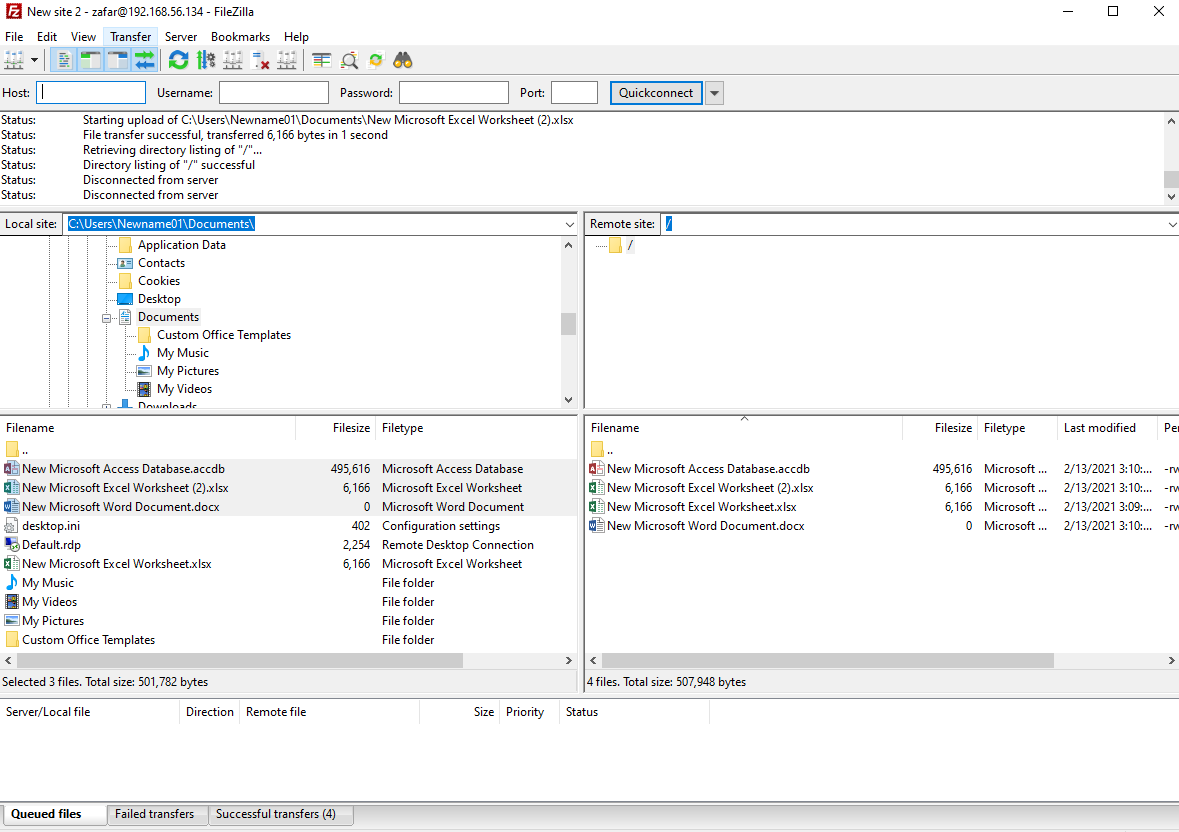 New site 2 - zafar@192.168.56.134 - FileZilla
File Edit View Transfer Server Bookmarks Help
Host: Username: Password: Port: Quickconnect
Status: Starting upload of C:\Users\Newname01\Documents\New Microsoft Excel Worksheet (2).xlsx
Status: File transfer successful, transferred 6,166 bytes in 1 second
Status: Retrieving directory listing of "/"...
Status: Directory listing of "/" successful
Status: Disconnected from server
Status: Disconnected from server
Local site: C:\Users\Newname01\Documents\
Application Data
Contacts
Cookies
Desktop
Documents
Custom Office Templates
My Music
My Pictures
My Videos
Downloads
Remote site: /
/
Filename Filesize Filetype
..
New Microsoft Access Database.accdb 495,616 Microsoft Access Database
New Microsoft Excel Worksheet (2).xlsx 6,166 Microsoft Excel Worksheet
New Microsoft Word Document.docx 0 Microsoft Word Document
desktop.ini 402 Configuration settings
Default.rdp 2,254 Remote Desktop Connection
New Microsoft Excel Worksheet.xlsx 6,166 Microsoft Excel Worksheet
My Music File folder
My Videos File folder
My Pictures File folder
Custom Office Templates File folder
Selected 3 files. Total size: 501,782 bytes
Filename Filesize Filetype Last modified Pe
..
New Microsoft Access Database.accdb 495,616 Microsoft ... 2/13/2021 3:10:... -rw
New Microsoft Excel Worksheet (2).xlsx 6,166 Microsoft ... 2/13/2021 3:10:... -rw
New Microsoft Excel Worksheet.xlsx 6,166 Microsoft ... 2/13/2021 3:09:... -rw
New Microsoft Word Document.docx 0 Microsoft ... 2/13/2021 3:10:... -rw
4 files. Total size: 507,948 bytes
Server/Local file Direction Remote file Size Priority Status
Queued files Failed transfers Successful transfers (4)